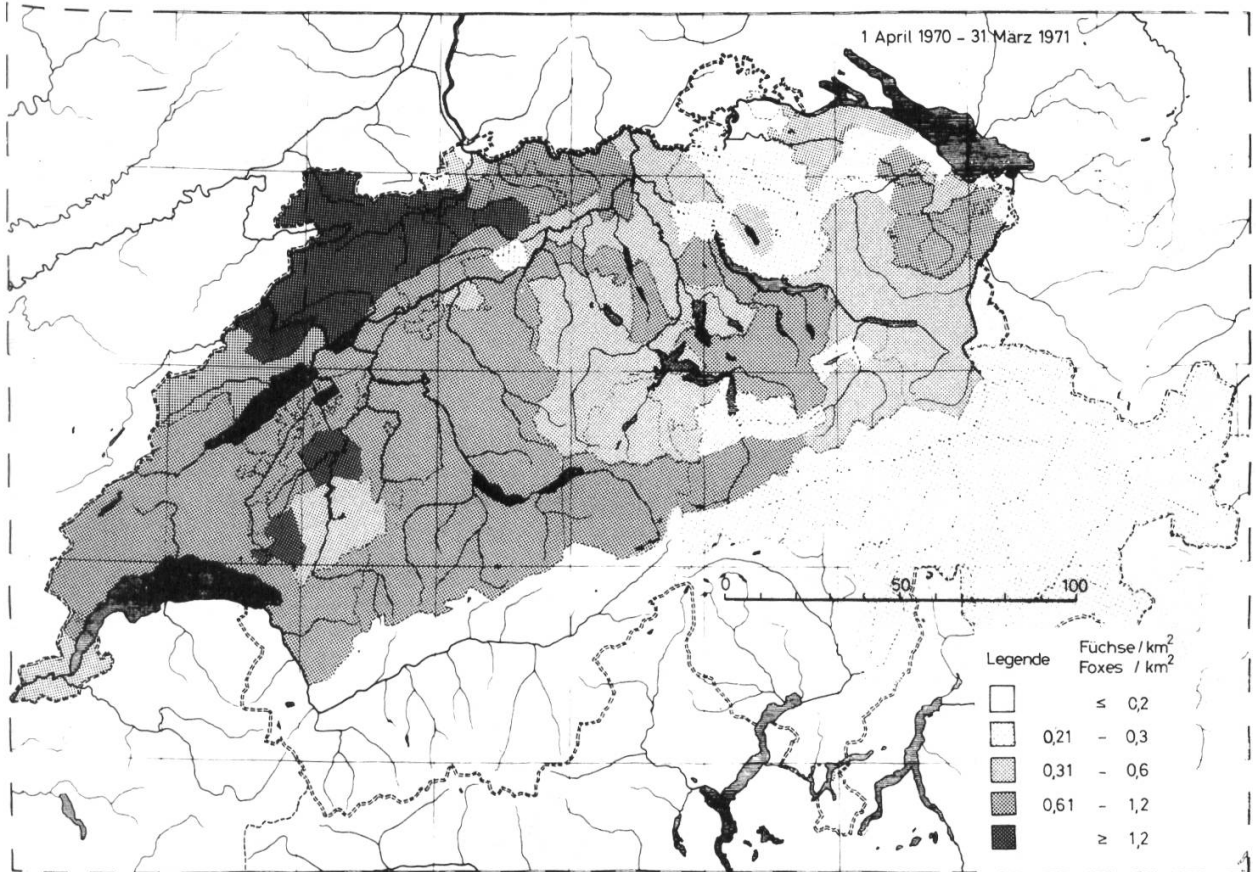 1 April 1970 – 31 März 1971
0 50 100
Legende Füchse / km²
Foxes / km²
≤ 0,2
0,21 – 0,3
0,31 – 0,6
0,61 – 1,2
≥ 1,2